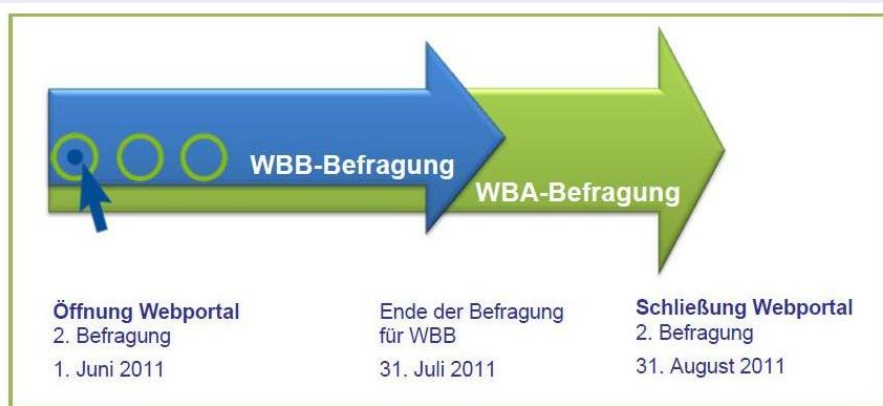 WBB-Befragung
WBA-Befragung
Öffnung Webportal
2. Befragung
1. Juni 2011
Ende der Befragung
für WBB
31. Juli 2011
Schließung Webportal
2. Befragung
31. August 2011